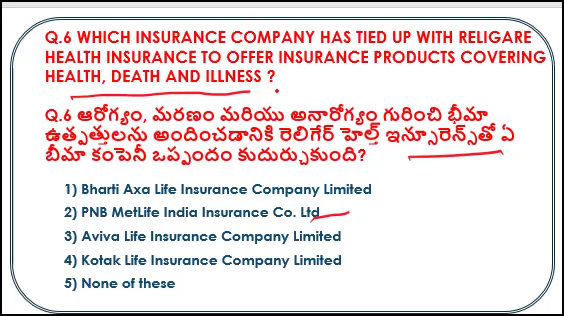 Q.6 WHICH INSURANCE COMPANY HAS TIED UP WITH RELIGARE
HEALTH INSURANCE TO OFFER INSURANCE PRODUCTS COVERING
HEALTH, DEATH AND ILLNESS ?
Q.6 ఆరోగ్యం, మరణం మరియు అనారోగ్యం గురించి భీమా
ఉత్పత్తులను అందించడానికి రెలిగేర్ హెల్త్ ఇన్సూరెన్స్‌తో ఏ
బీమా కంపెనీ ఒప్పందం కుదుర్చుకుంది?
1) Bharti Axa Life Insurance Company Limited
2) PNB MetLife India Insurance Co. Ltd
3) Aviva Life Insurance Company Limited
4) Kotak Life Insurance Company Limited
5) None of these